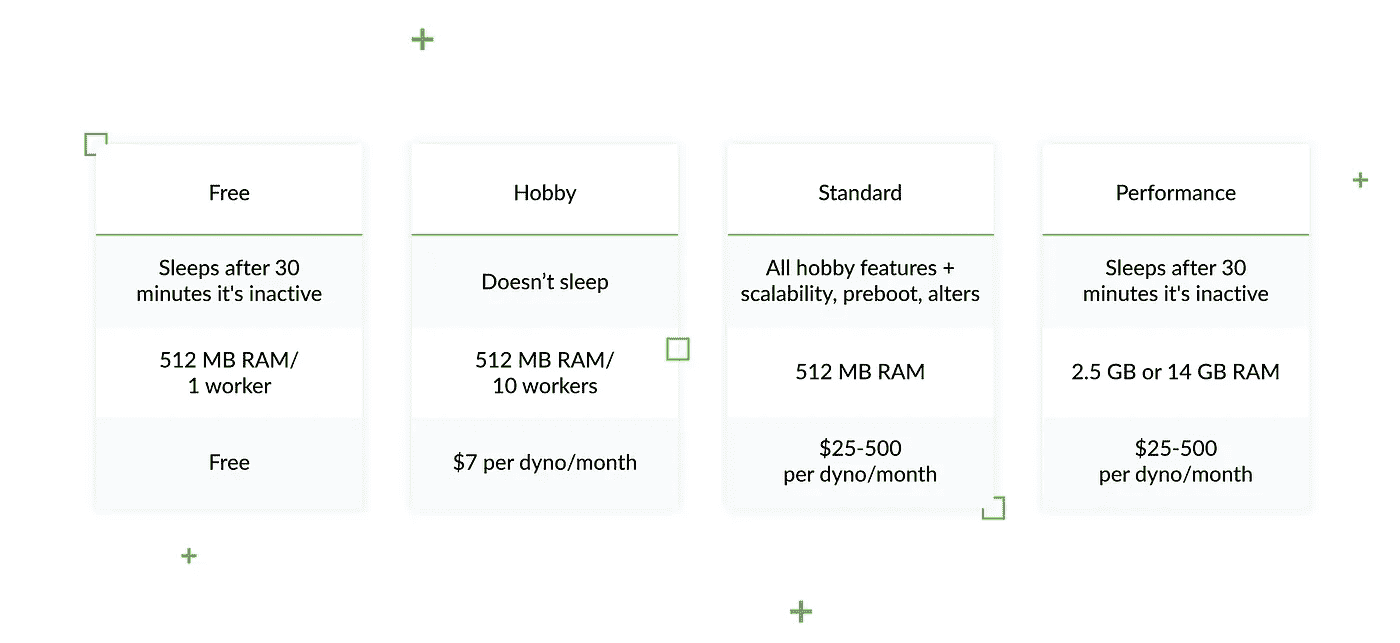 Free
Sleeps after 30
minutes it's inactive
512 MB RAM/
1 worker
Free
Hobby
Doesn’t sleep
512 MB RAM/
10 workers
$7 per dyno/month
Standard
All hobby features +
scalability, preboot, alters
512 MB RAM
$25-500
per dyno/month
Performance
Sleeps after 30
minutes it's inactive
2.5 GB or 14 GB RAM
$25-500
per dyno/month